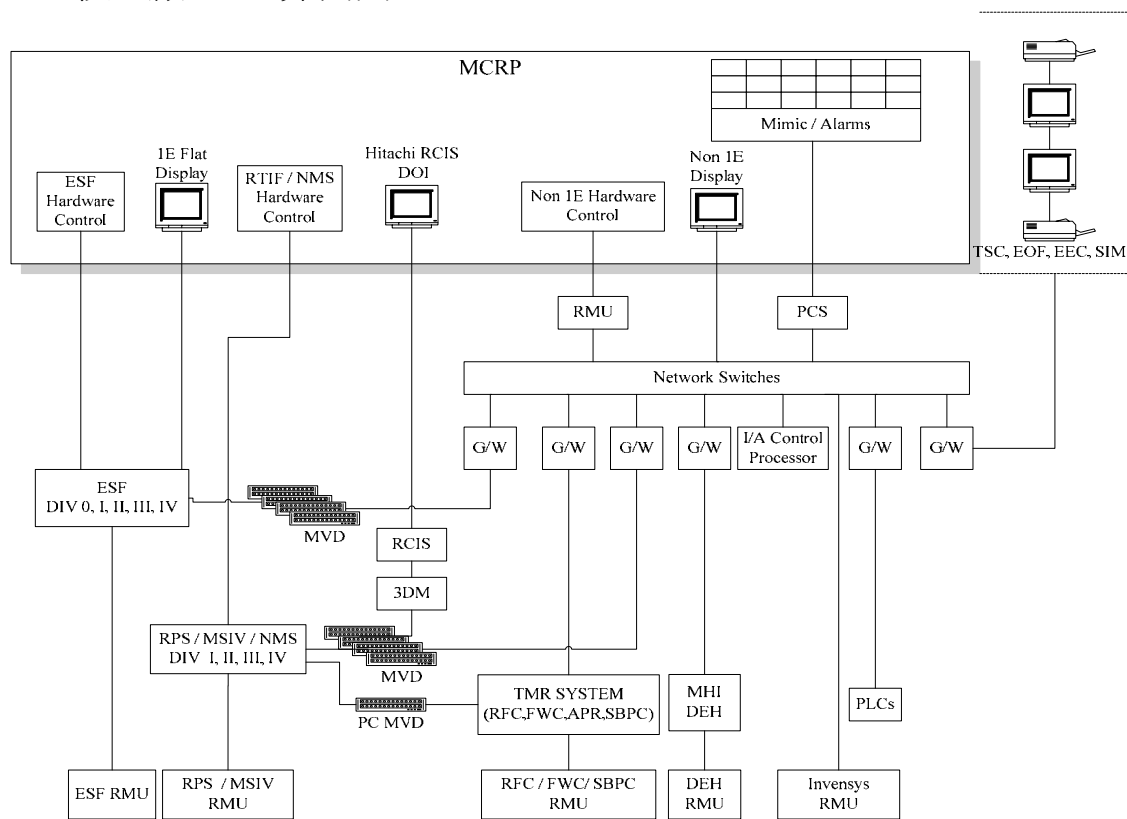 MCRP
Mimic / Alarms
1E Flat
Display
Hitachi RCIS
DOI
Non 1E
Display
ESF
Hardware
Control
RTIF / NMS
Hardware
Control
Non 1E Hardware
Control
TSC, EOF, EEC, SIM
RMU
PCS
Network Switches
G/W
G/W
G/W
G/W
I/A Control
Processor
G/W
G/W
ESF
DIV 0, I, II, III, IV
MVD
RCIS
3DM
RPS / MSIV / NMS
DIV I, II, III, IV
MVD
PC MVD
TMR SYSTEM
(RFC,FWC,APR,SBPC)
MHI
DEH
PLCs
ESF RMU
RPS / MSIV
RMU
RFC / FWC/ SBPC
RMU
DEH
RMU
Invensys
RMU